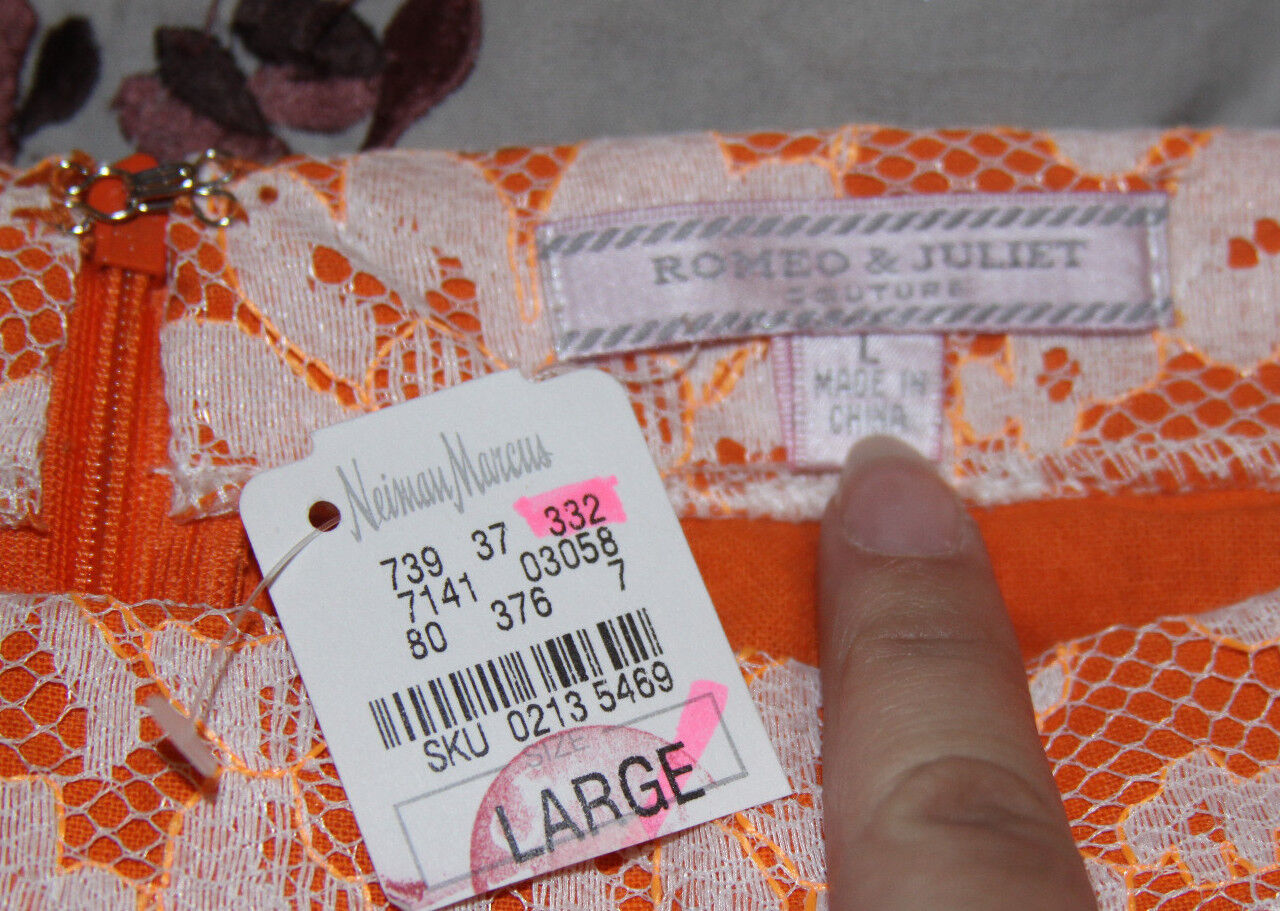 ROMEO & JULIET
COUTURE
L
MADE IN
CHINA
Neiman Marcus
739 37 332
7141 03058
80 376 7
SKU 0213 5469
SIZE
LARGE